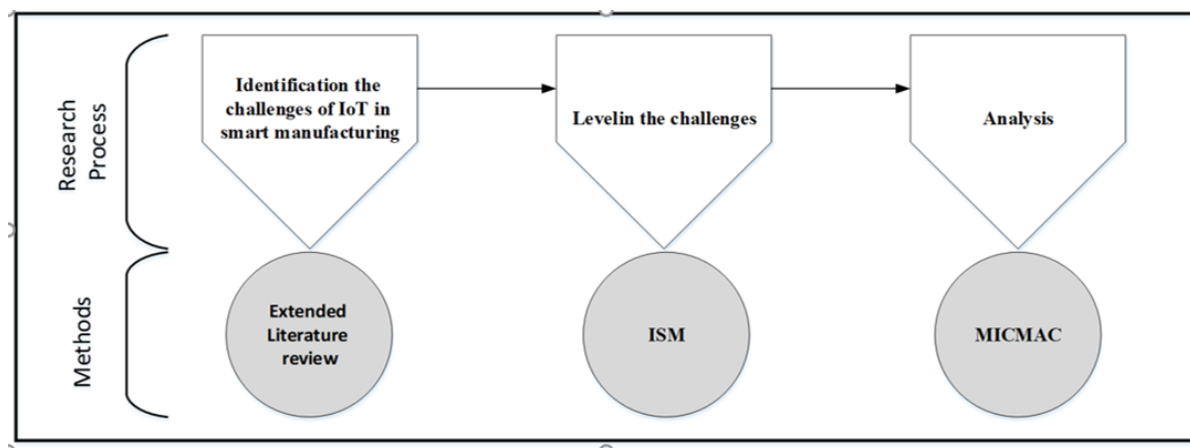 Research
Process
Identification the
challenges of IoT in
smart manufacturing
Levelin the challenges
Analysis
Methods
Extended
Literature
review
ISM
MICMAC